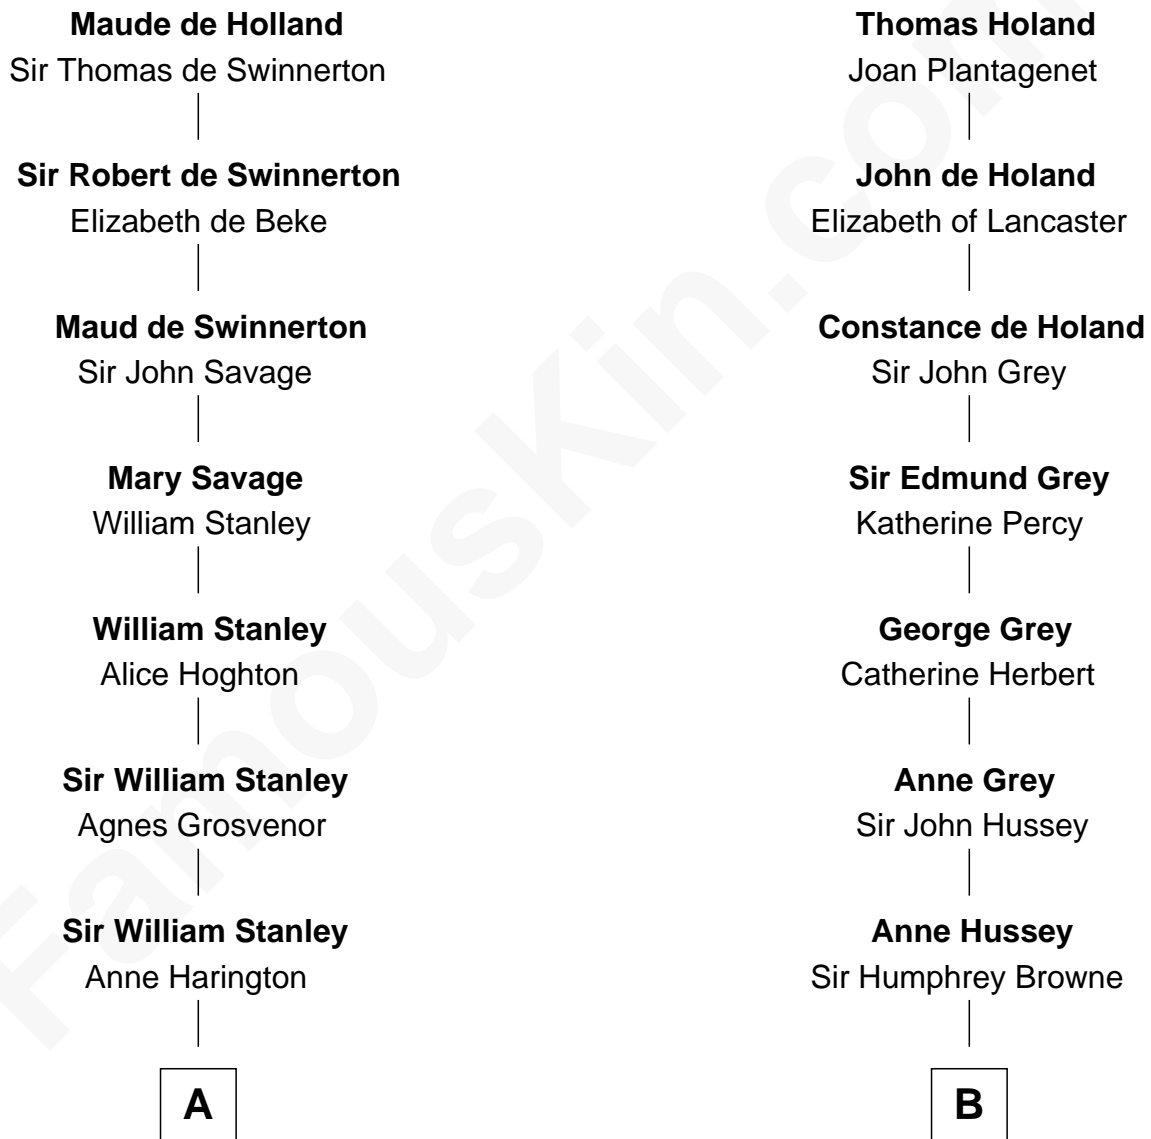 Maude de Holland
Sir Thomas de Swinnerton
Sir Robert de Swinnerton
Elizabeth de Beke
Maud de Swinnerton
Sir John Savage
Mary Savage
William Stanley
William Stanley
Alice Hoghton
Sir William Stanley
Agnes Grosvenor
Sir William Stanley
Anne Harington
A
Thomas Holand
Joan Plantagenet
John de Holand
Elizabeth of Lancaster
Constance de Holand
Sir John Grey
Sir Edmund Grey
Katherine Percy
George Grey
Catherine Herbert
Anne Grey
Sir John Hussey
Anne Hussey
Sir Humphrey Browne
B
FamousKin.com